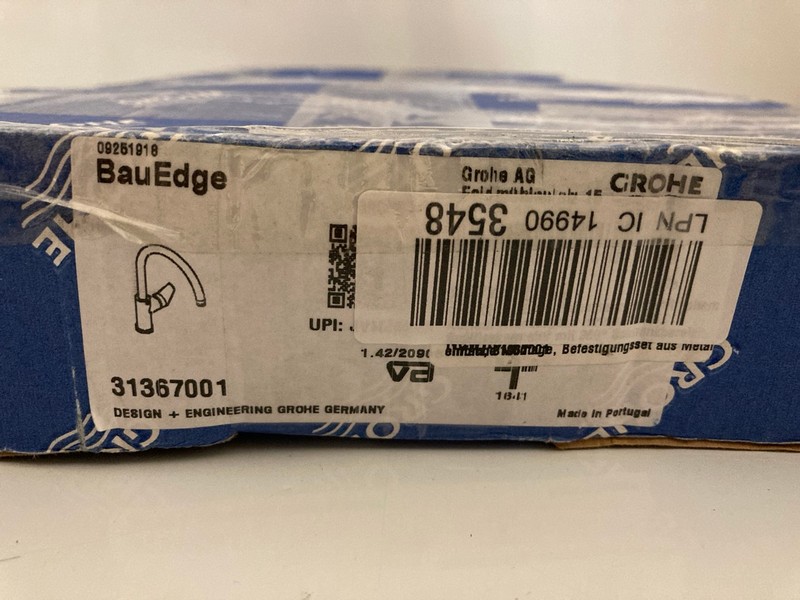 09251918
BauEdge
Grohe AG
GROHE
LPN IC 14990 3548
UPI:
1.42/2090
, Befestigungsset aus Metall
31367001
DESIGN + ENGINEERING GROHE GERMANY
Made in Portugal